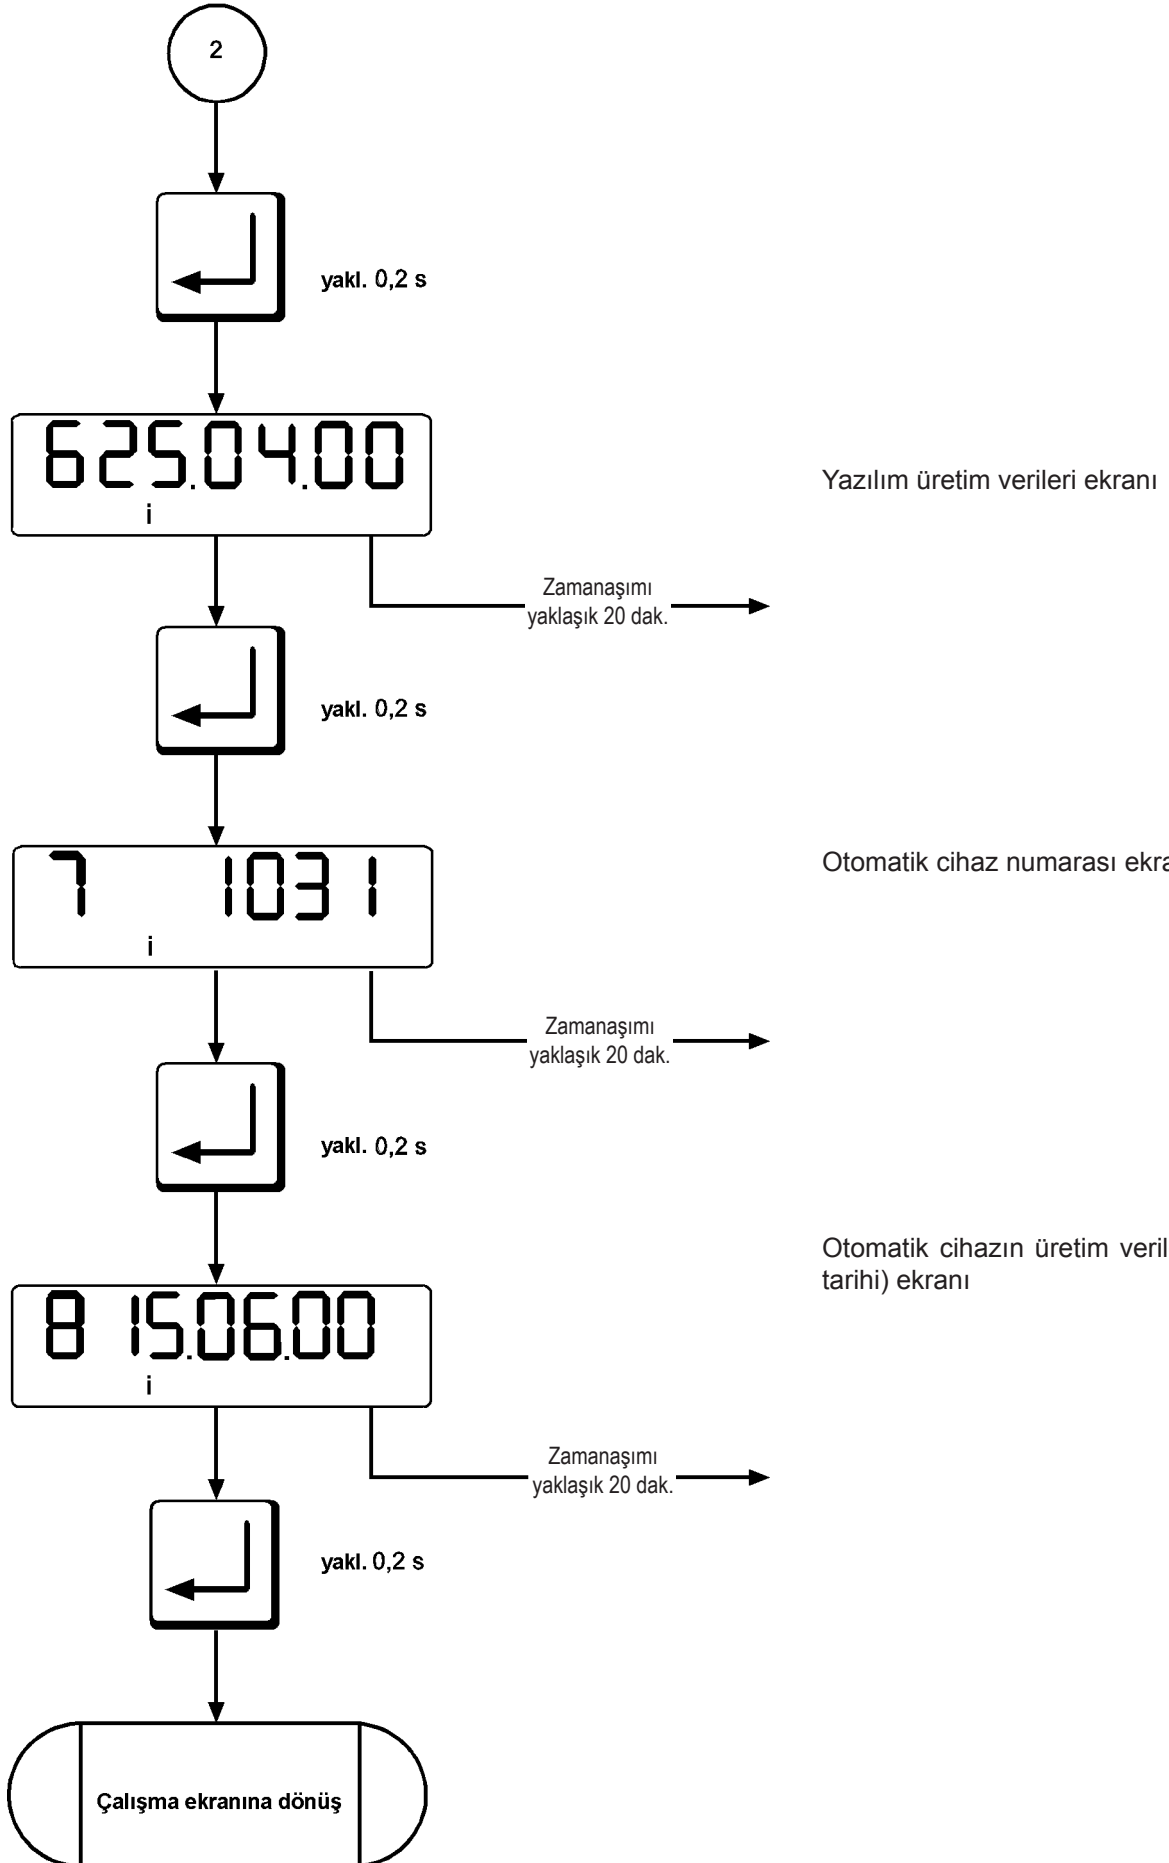 2
yakl. 0,2 s
625.04.00
i
Yazılım üretim verileri ekranı
Zamanaşımı
yaklaşık 20 dak.
yakl. 0,2 s
7 1031
i
Otomatik cihaz numarası
Zamanaşımı
yaklaşık 20 dak.
yakl. 0,2 s
8 15.06.00
i
Otomatik cihazın üretim
tarihi) ekranı
Zamanaşımı
yaklaşık 20 dak.
yakl. 0,2 s
Çalışma ekranına dönüş